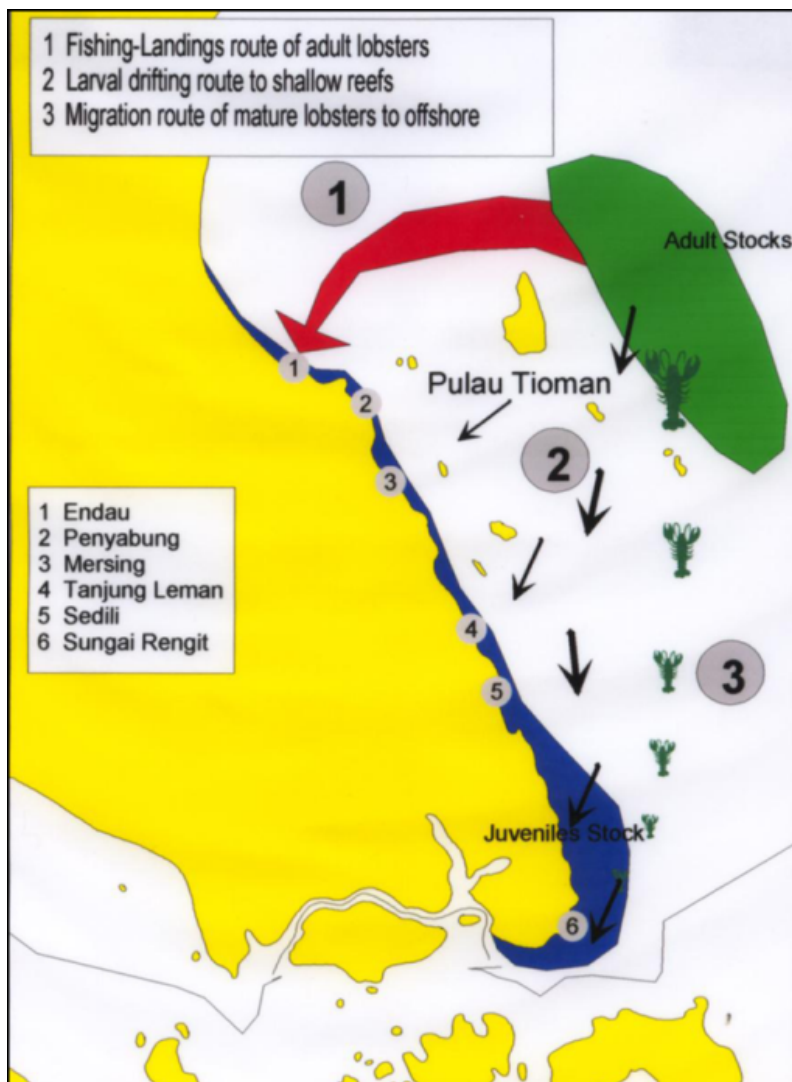 1 Fishing-Landings route of adult lobsters
2 Larval drifting route to shallow reefs
3 Migration route of mature lobsters to offshore
1
Adult Stocks
1
Pulau Tioman
2
2
3
1 Endau
2 Penyabung
3 Mersing
4 Tanjung Leman
5 Sedili
6 Sungai Rengit
4
3
5
Juveniles Stock
6